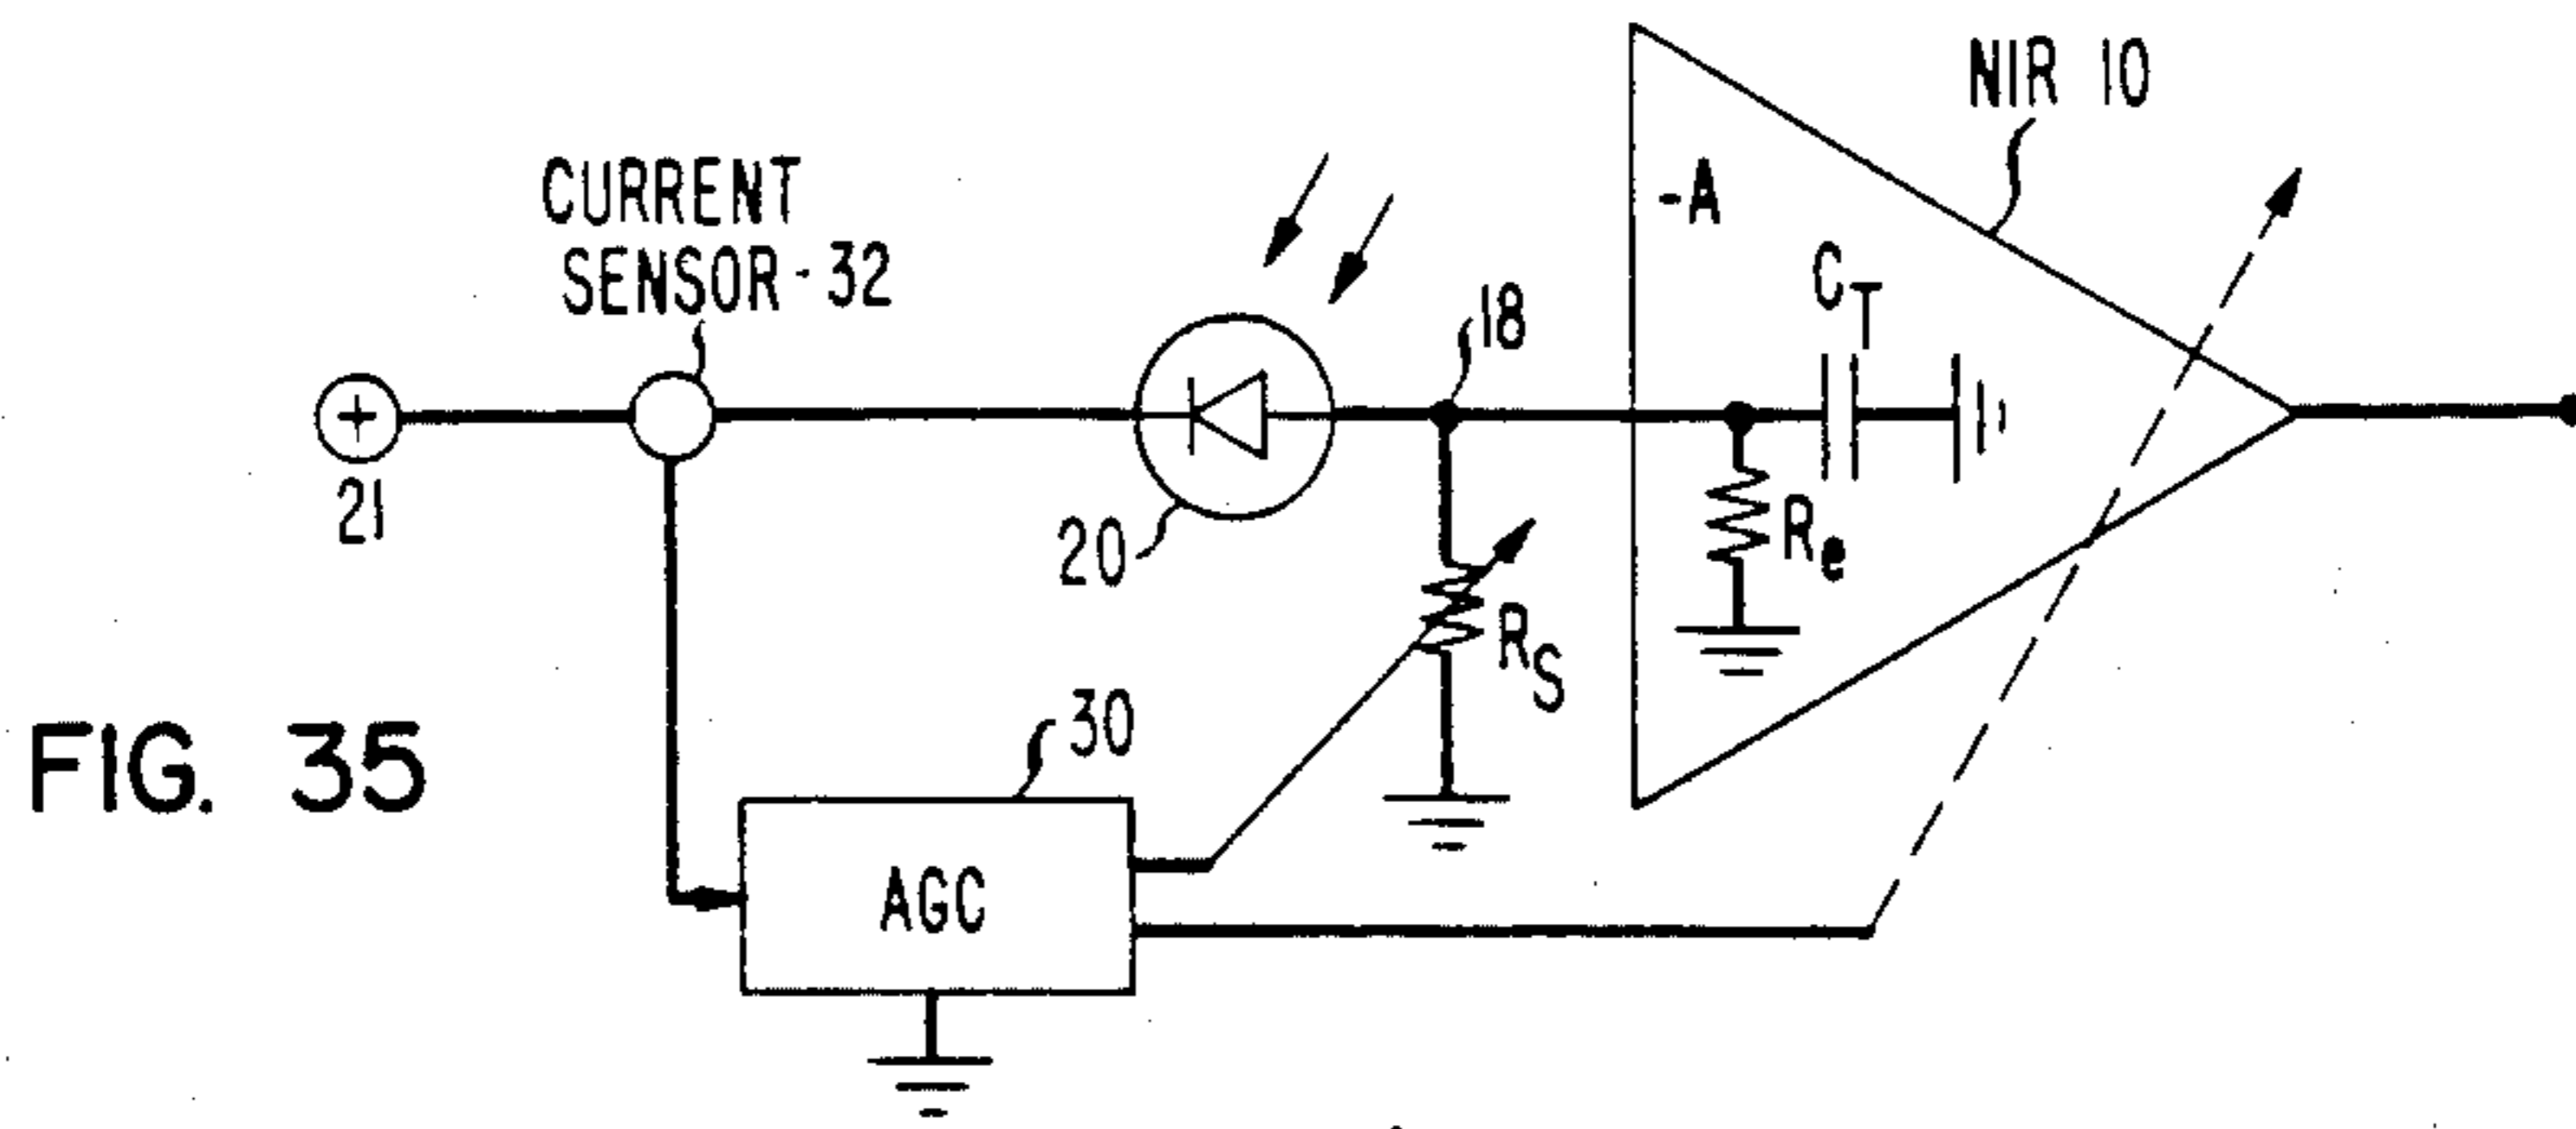 NIR 10
-A
CURRENT
SENSOR-32
C_T
18
+
21
20
R_e
R_S
30
FIG. 35
AGC